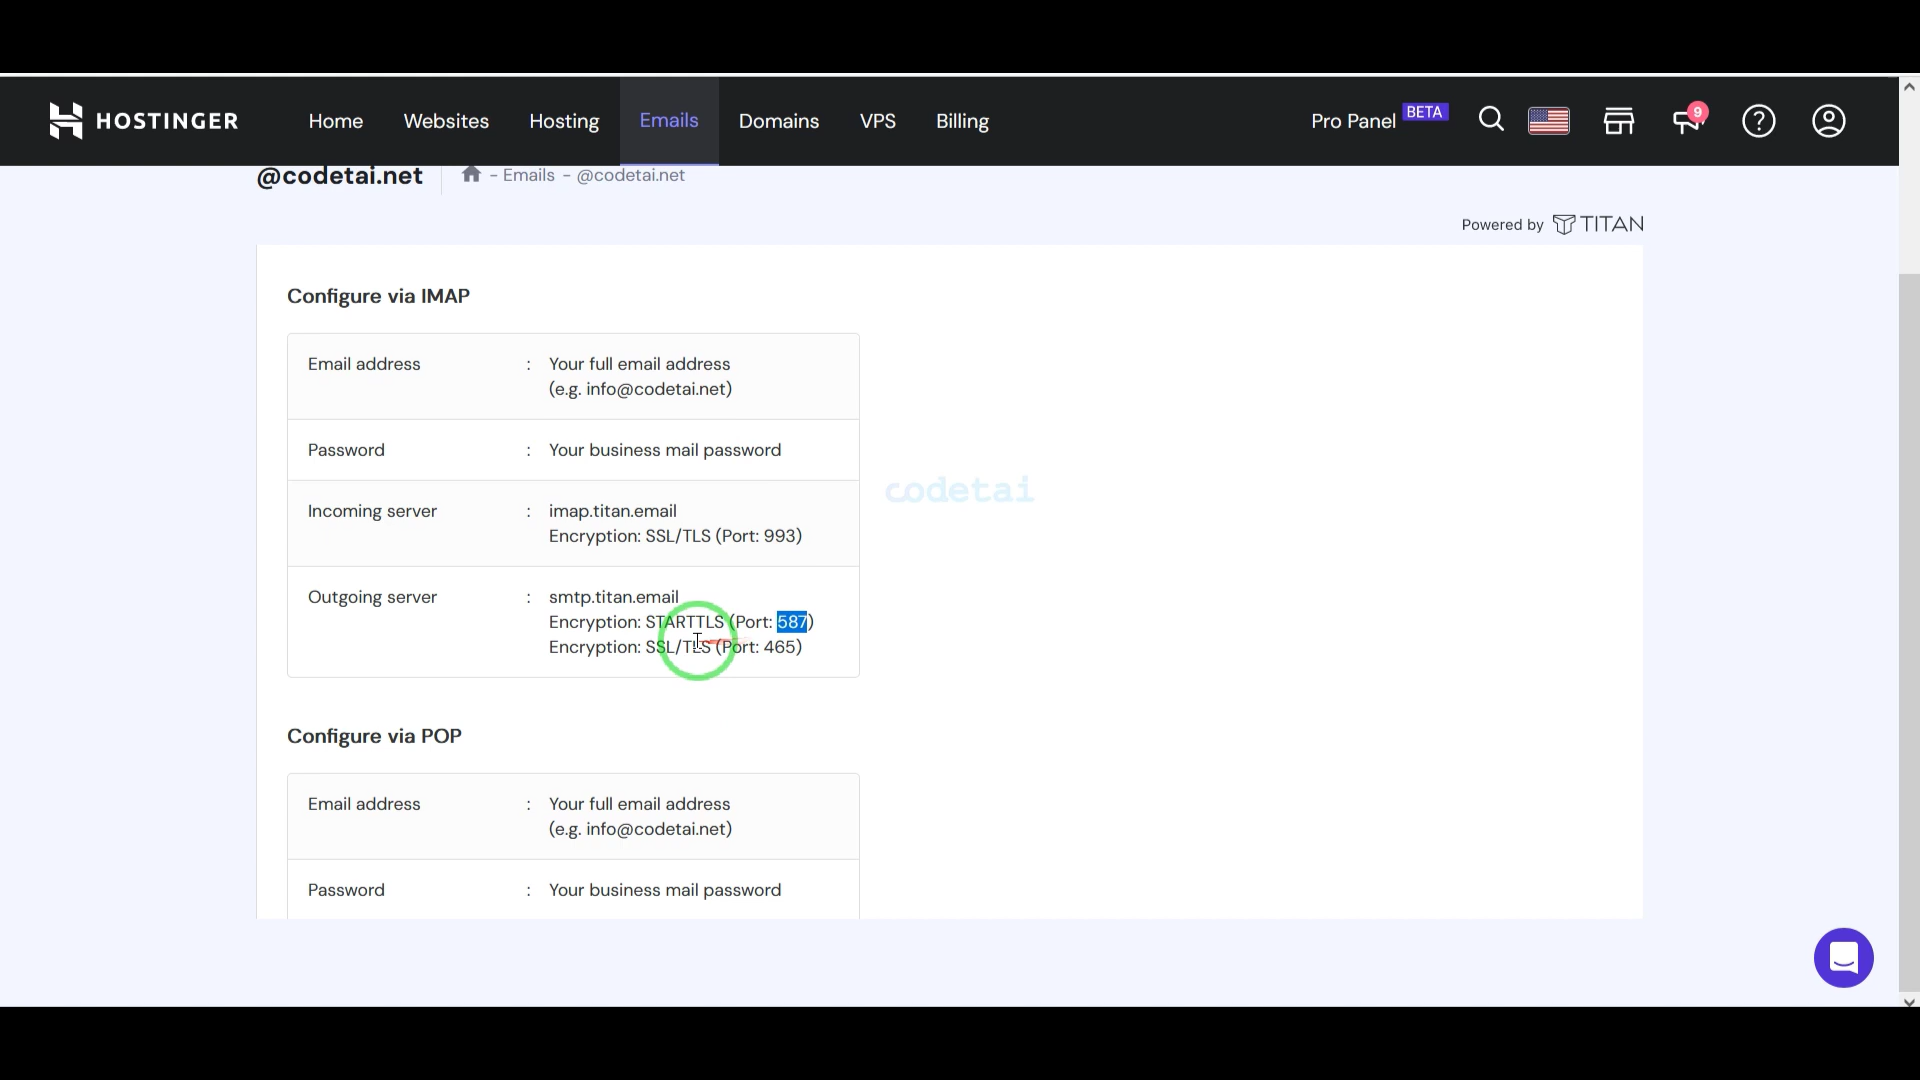 HOSTINGER
Home Websites Hosting Emails Domains VPS Billing Pro Panel BETA 9
@codetai.net - Emails - @codetai.net
Powered by TITAN
Configure via IMAP
Email address : Your full email address
(e.g. info@codetai.net)
Password : Your business mail password
codetai
Incoming server : imap.titan.email
Encryption: SSL/TLS (Port: 993)
Outgoing server : smtp.titan.email
Encryption: STARTTLS (Port: 587)
Encryption: SSL/TLS (Port: 465)
Configure via POP
Email address : Your full email address
(e.g. info@codetai.net)
Password : Your business mail password